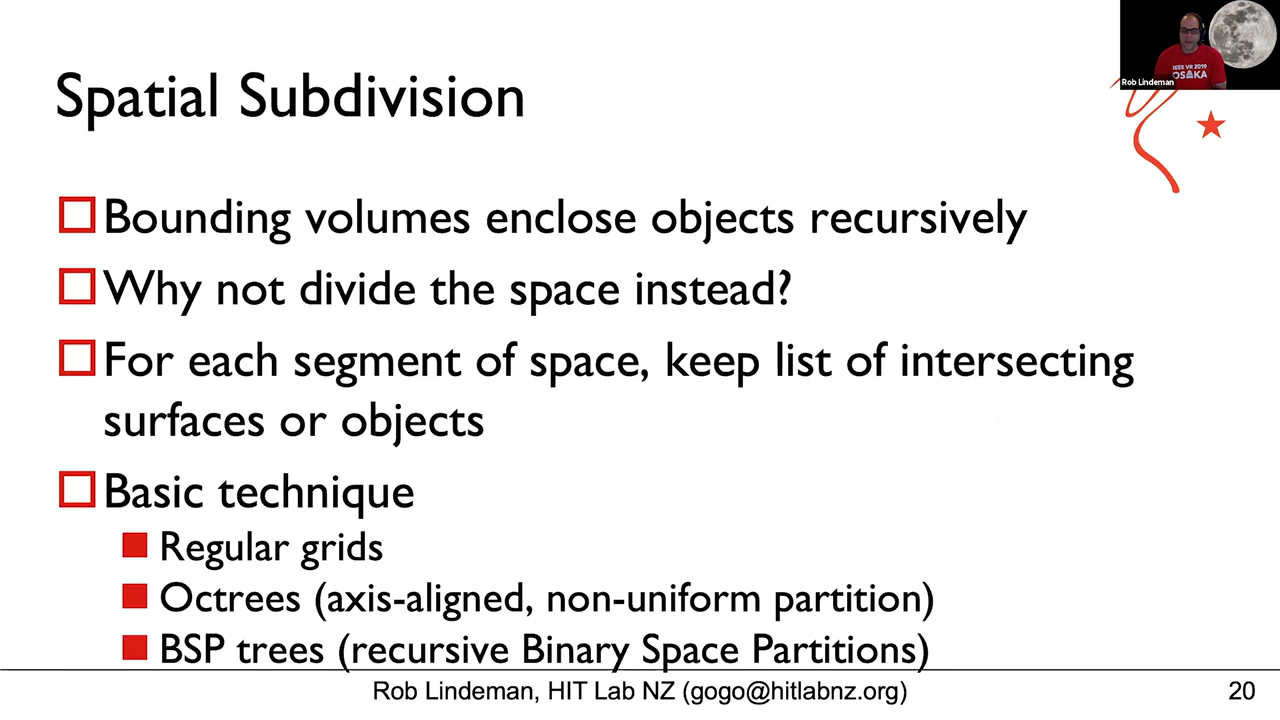 Rob Lindeman
IEEE VR 2019
OSAKA
Spatial Subdivision
Bounding volumes enclose objects recursively
Why not divide the space instead?
For each segment of space, keep list of intersecting
surfaces or objects
Basic technique
Regular grids
Octrees (axis-aligned, non-uniform partition)
BSP trees (recursive Binary Space Partitions)
Rob Lindeman, HIT Lab NZ (gogo@hitlabnz.org)
20